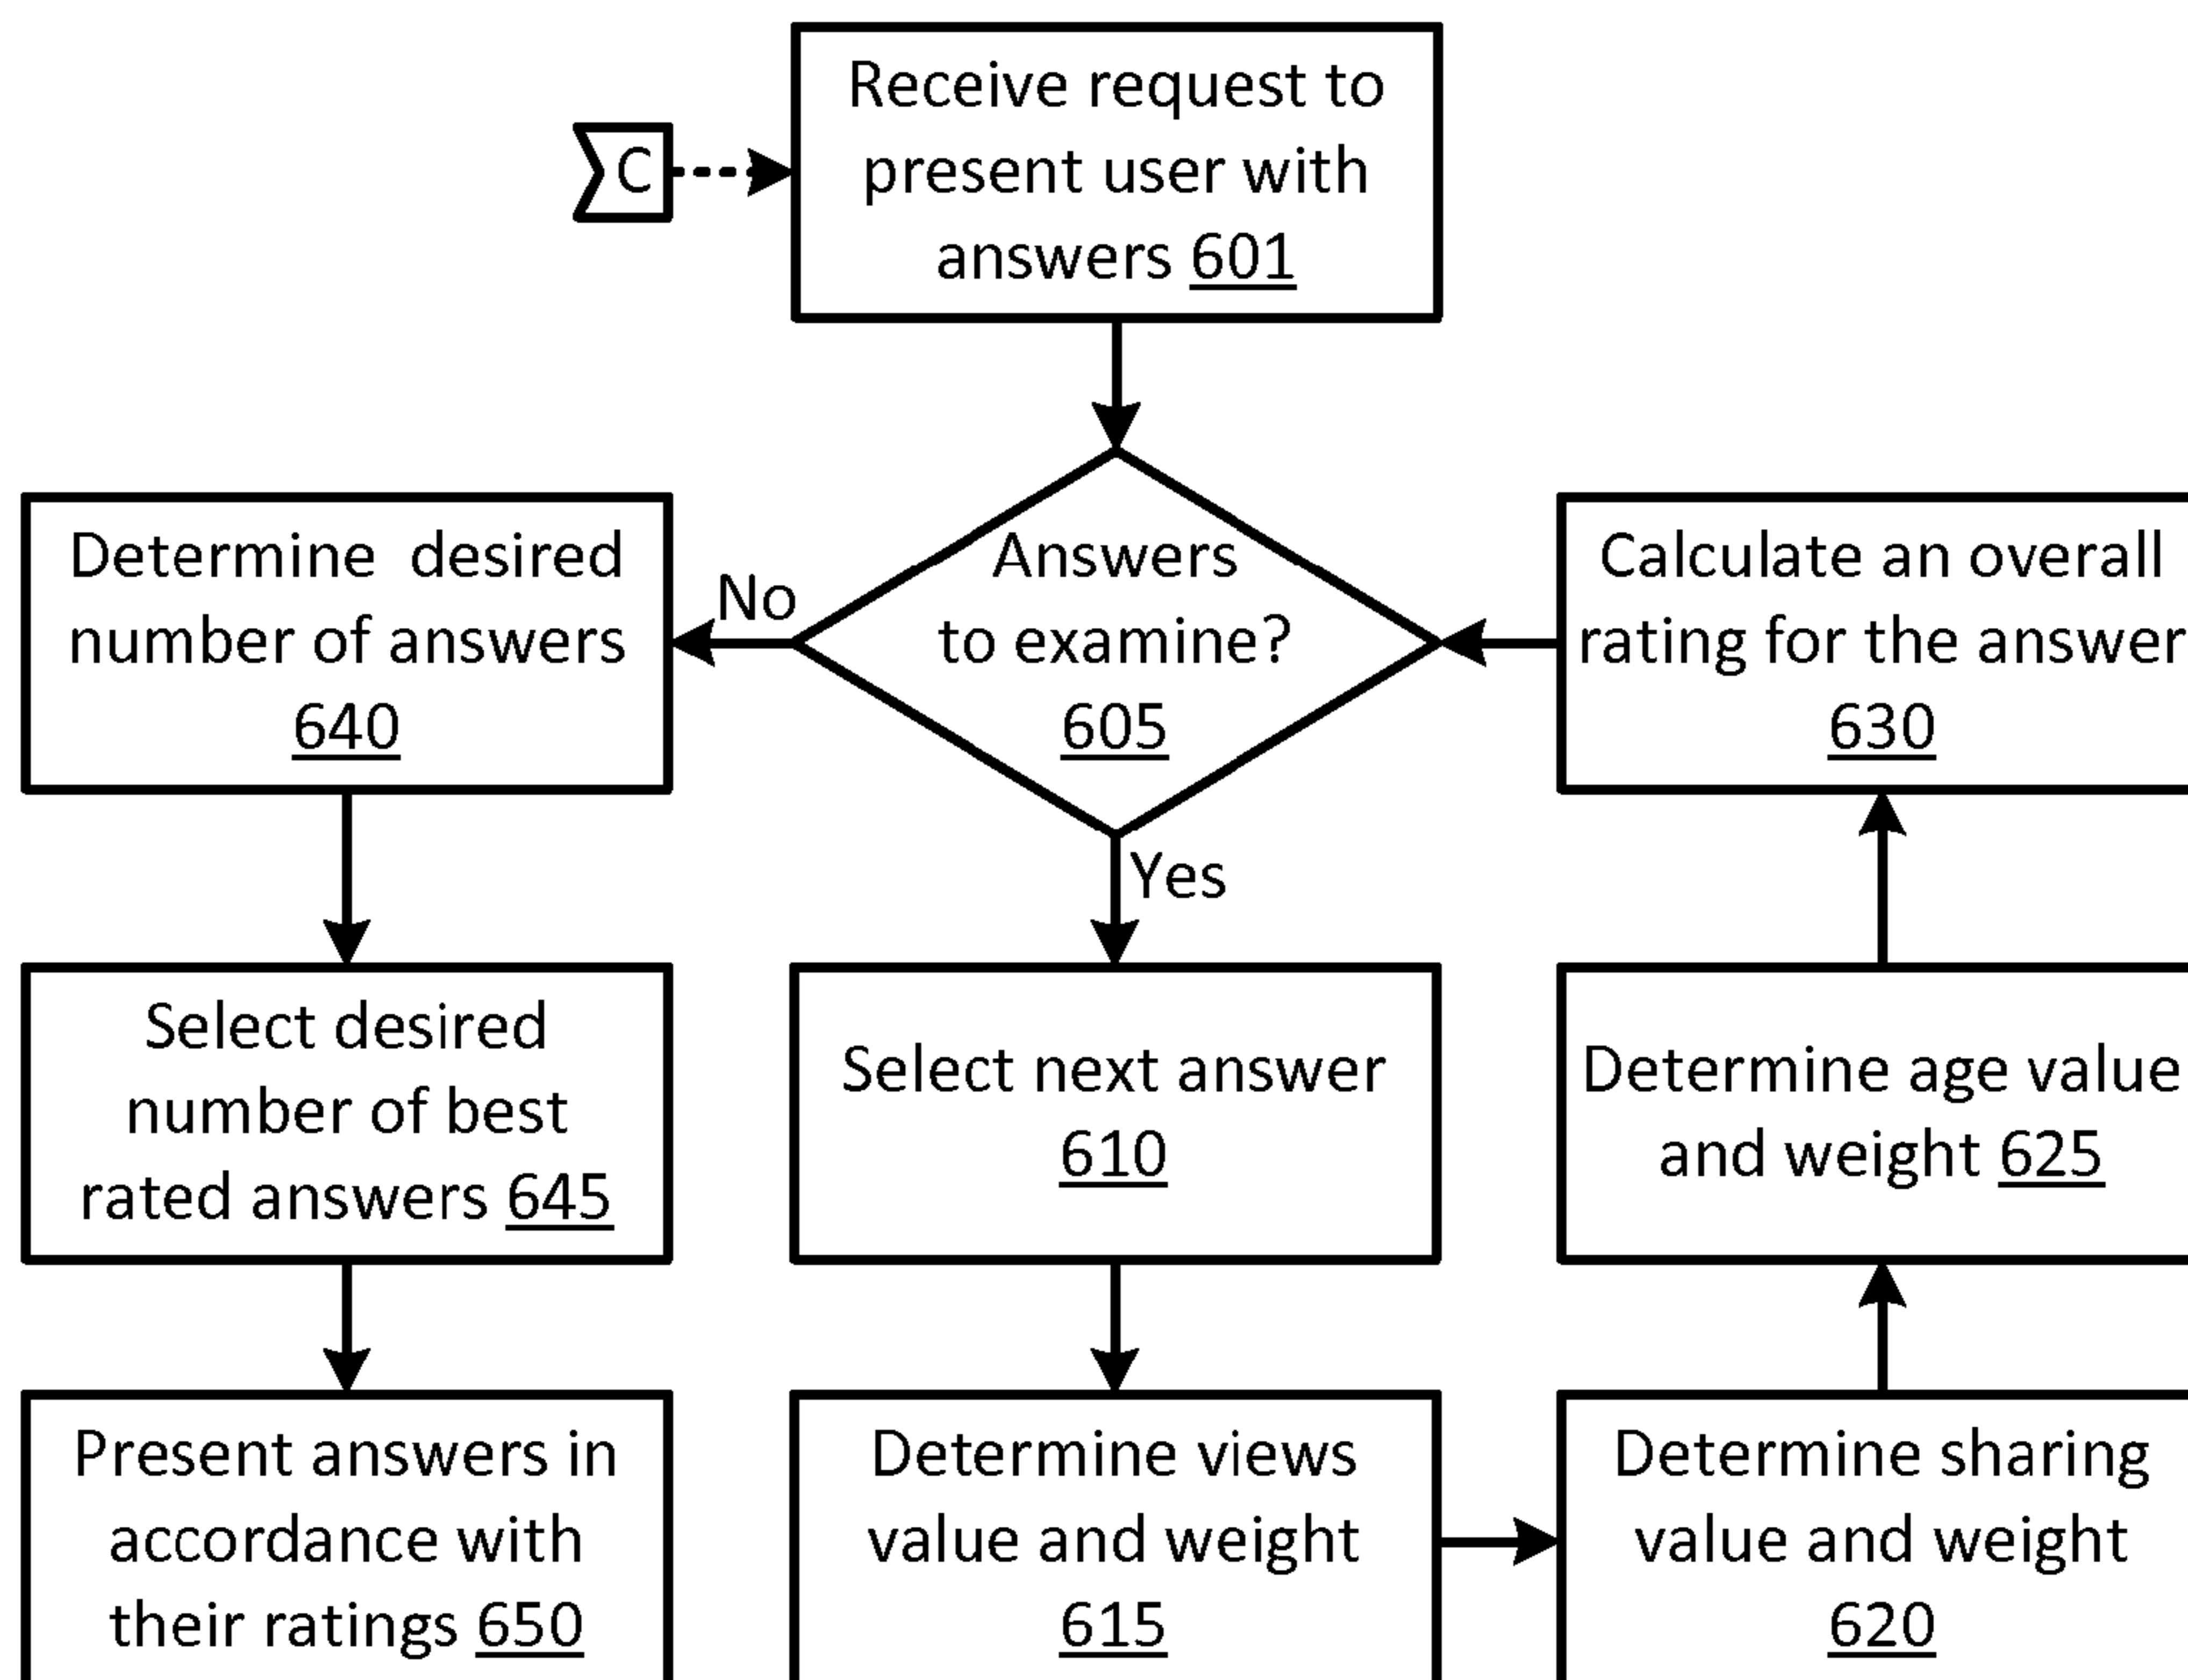 Receive request to
present user with
answers 601
C
Answers
to examine?
605
No
Yes
Determine desired
number of answers
640
Select desired
number of best
rated answers 645
Present answers in
accordance with
their ratings 650
Select next answer
610
Determine views
value and weight
615
Determine sharing
value and weight
620
Determine age value
and weight 625
Calculate an overall
rating for the answer
630